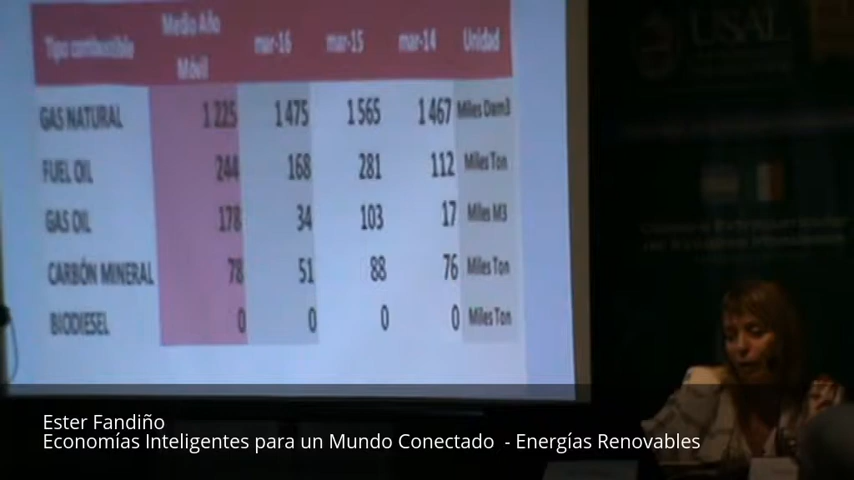 USAL
Medio Año
Tipo combustible mar-16 mar-15 mar-14 Unidad
Móvil
GAS NATURAL 1 225 1 475 1 565 1 467 Miles Dam3
FUEL OIL 244 168 281 112 Miles Ton
GAS OIL 178 34 103 17 Miles M3
CARBÓN MINERAL 78 51 88 76 Miles Ton
BIODIESEL 0 0 0 0 Miles Ton
Ester Fandiño
Economías Inteligentes para un Mundo Conectado - Energías Renovables